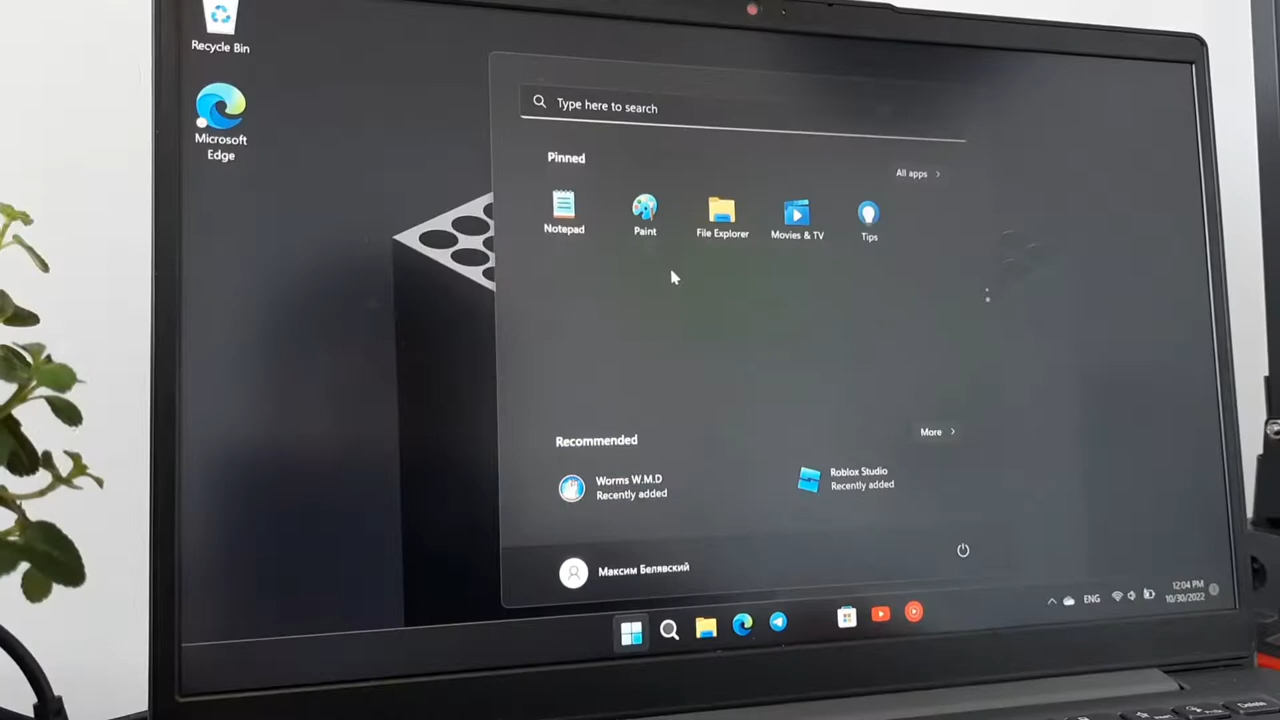 Recycle Bin
Microsoft
Edge
Type here to search
Pinned
All apps
Notepad
Paint
File Explorer
Movies & TV
Tips
Recommended
More
Worms W.M.D
Recently added
Roblox Studio
Recently added
Максим Белявский
ENG
12:04 PM
10/30/2022
Delete